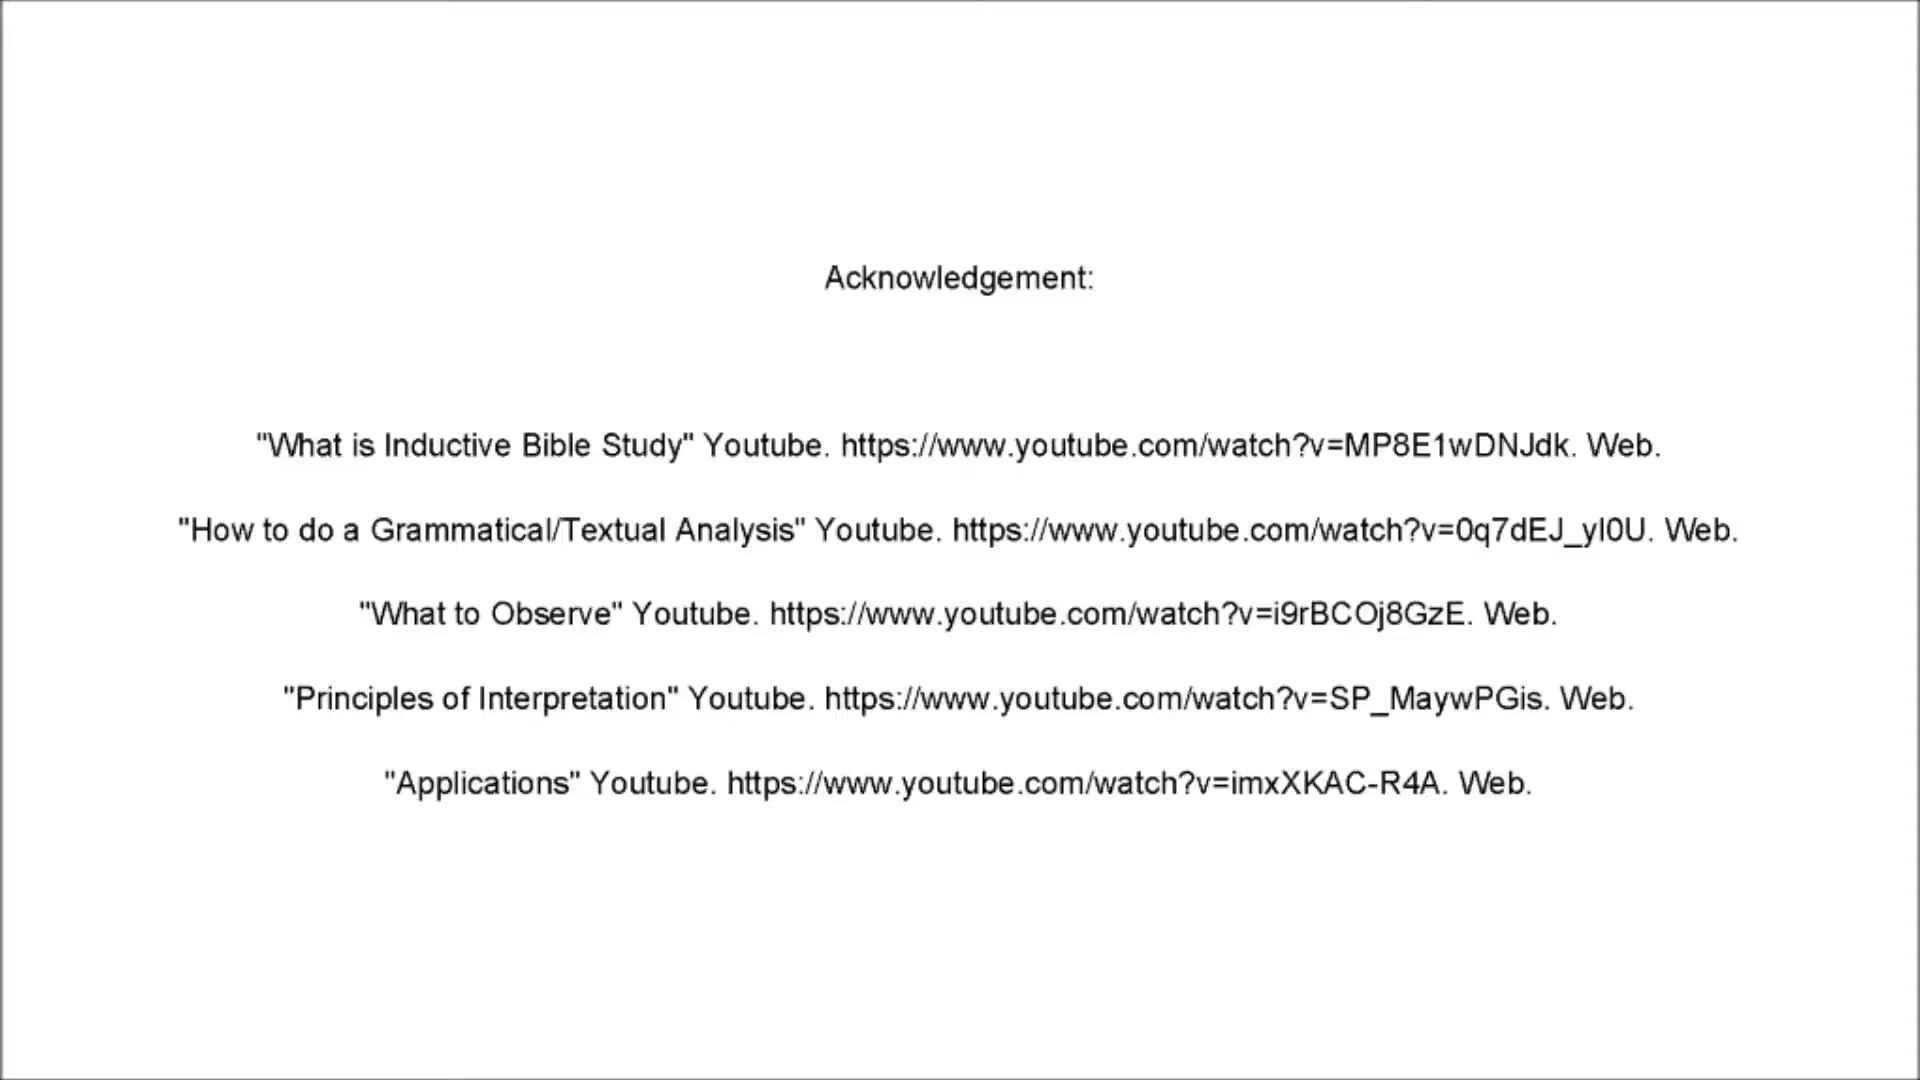 Acknowledgement:
"What is Inductive Bible Study" Youtube. https://www.youtube.com/watch?v=MP8E1wDNJdk. Web.
"How to do a Grammatical/Textual Analysis" Youtube. https://www.youtube.com/watch?v=0q7dEJ_yI0U. Web.
"What to Observe" Youtube. https://www.youtube.com/watch?v=i9rBCOj8GzE. Web.
"Principles of Interpretation" Youtube. https://www.youtube.com/watch?v=SP_MaywPGis. Web.
"Applications" Youtube. https://www.youtube.com/watch?v=imxXKAC-R4A. Web.